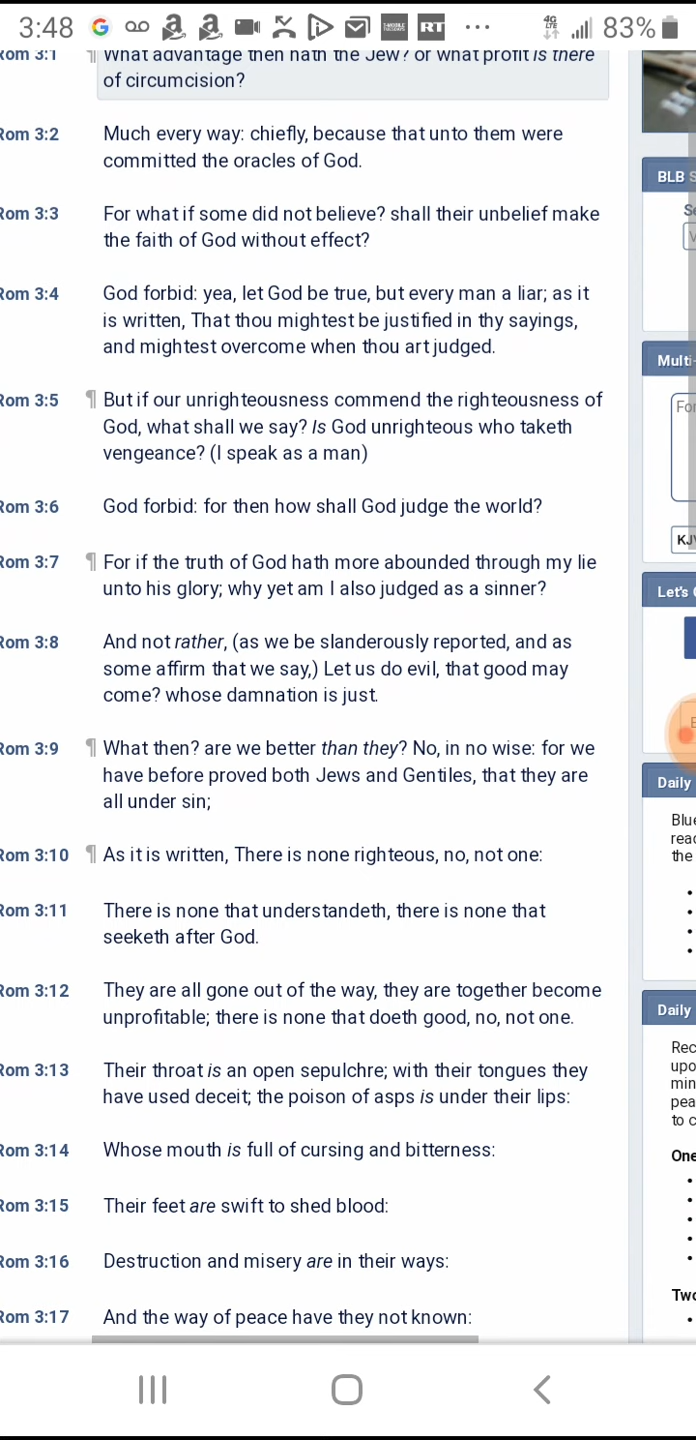 3:48
83%
Rom 3:1 ¶ What advantage then hath the Jew? or what profit is there
of circumcision?
Rom 3:2 Much every way: chiefly, because that unto them were
committed the oracles of God.
Rom 3:3 For what if some did not believe? shall their unbelief make
the faith of God without effect?
Rom 3:4 God forbid: yea, let God be true, but every man a liar; as it
is written, That thou mightest be justified in thy sayings,
and mightest overcome when thou art judged.
Rom 3:5 ¶ But if our unrighteousness commend the righteousness of
God, what shall we say? Is God unrighteous who taketh
vengeance? (I speak as a man)
Rom 3:6 God forbid: for then how shall God judge the world?
Rom 3:7 ¶ For if the truth of God hath more abounded through my lie
unto his glory; why yet am I also judged as a sinner?
Rom 3:8 And not rather, (as we be slanderously reported, and as
some affirm that we say,) Let us do evil, that good may
come? whose damnation is just.
Rom 3:9 ¶ What then? are we better than they? No, in no wise: for we
have before proved both Jews and Gentiles, that they are
all under sin;
Rom 3:10 ¶ As it is written, There is none righteous, no, not one:
Rom 3:11 There is none that understandeth, there is none that
seeketh after God.
Rom 3:12 They are all gone out of the way, they are together become
unprofitable; there is none that doeth good, no, not one.
Rom 3:13 Their throat is an open sepulchre; with their tongues they
have used deceit; the poison of asps is under their lips:
Rom 3:14 Whose mouth is full of cursing and bitterness:
Rom 3:15 Their feet are swift to shed blood:
Rom 3:16 Destruction and misery are in their ways:
Rom 3:17 And the way of peace have they not known:
BLB S
Se
V
Multi-
For
KJV
Let's C
E
Daily
Blue
read
the
Daily
Rec
upo
min
pea
to c
One
Two
G
a
a
RT
4G
LTE